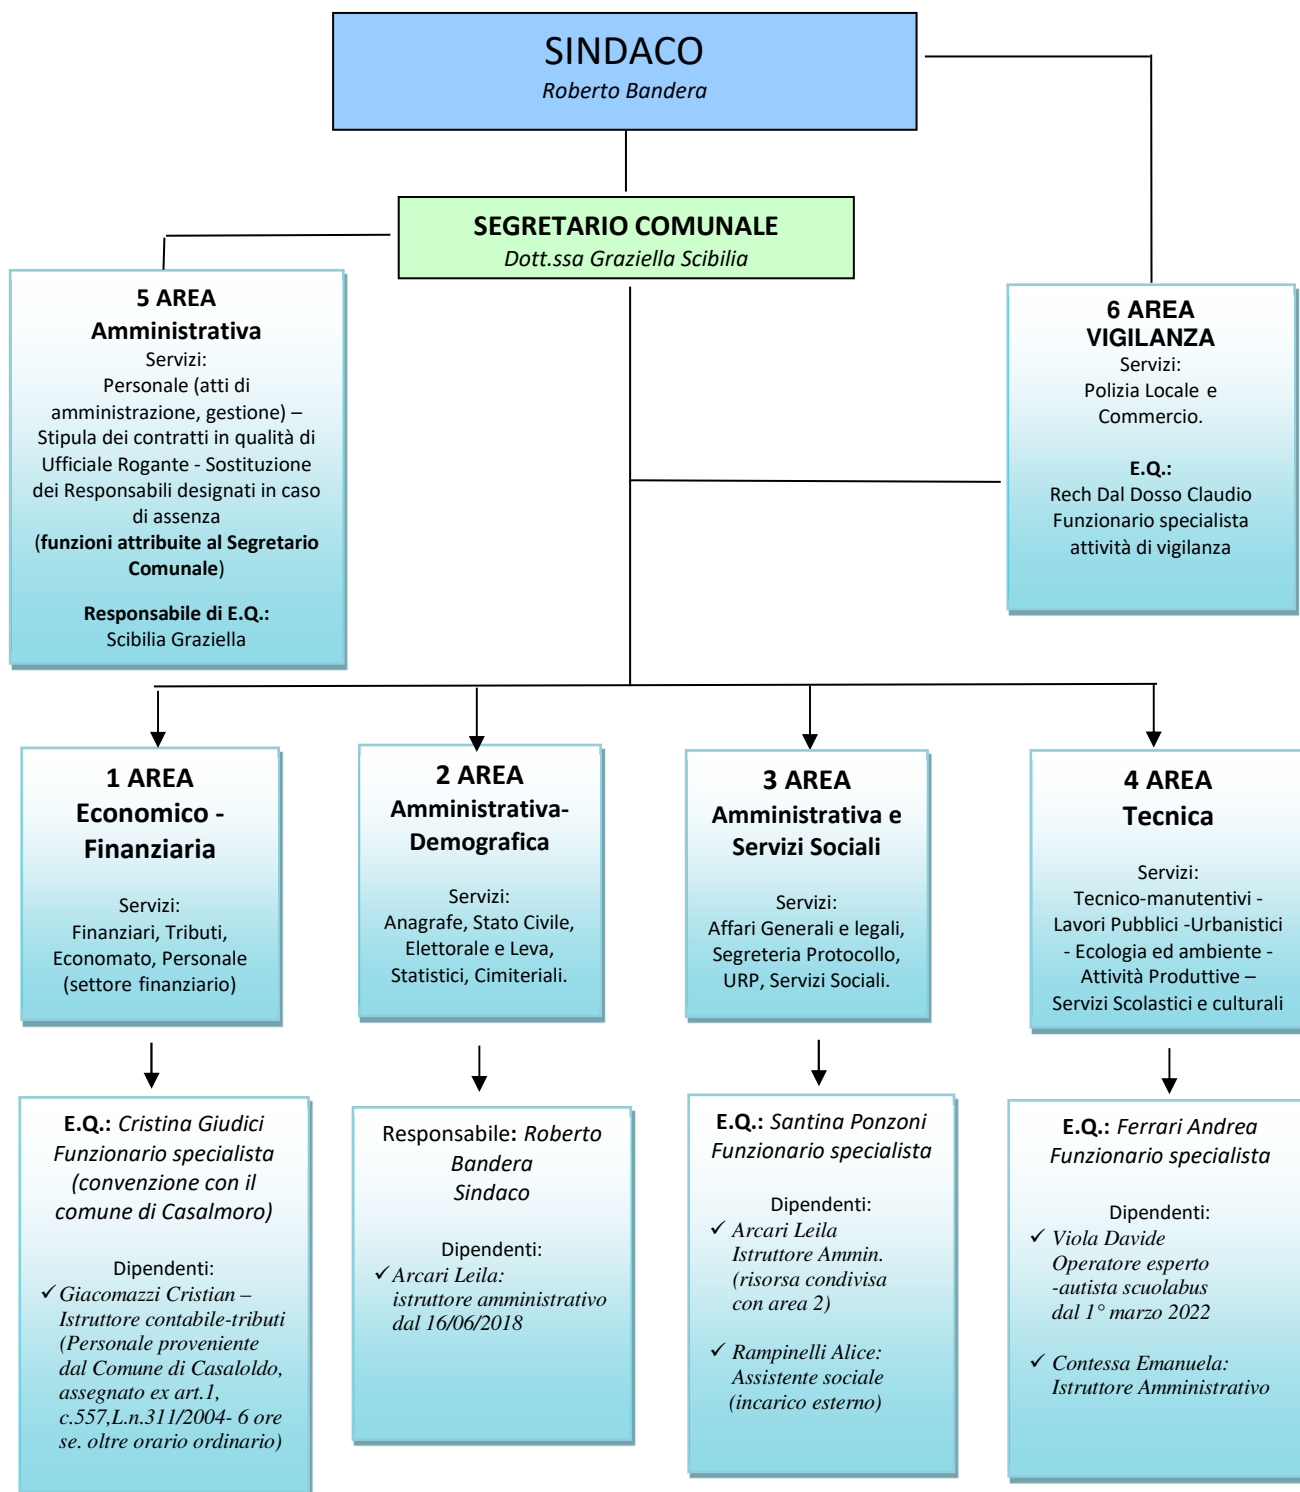 SINDACO
Roberto Bandera
SEGRETARIO COMUNALE
Dott.ssa Graziella Scibilia
5 AREA
Amministrativa
Servizi:
Personale (atti di
amministrazione, gestione) –
Stipula dei contratti in qualità di
Ufficiale Rogante - Sostituzione
dei Responsabili designati in caso
di assenza
(funzioni attribuite al Segretario
Comunale)
Responsabile di E.Q.:
Scibilia Graziella
6 AREA
VIGILANZA
Servizi:
Polizia Locale e
Commercio.
E.Q.:
Rech Dal Dosso Claudio
Funzionario specialista
attività di vigilanza
1 AREA
Economico -
Finanziaria
Servizi:
Finanziari, Tributi,
Economato, Personale
(settore finanziario)
2 AREA
Amministrativa-
Demografica
Servizi:
Anagrafe, Stato Civile,
Elettorale e Leva,
Statistici, Cimiteriali.
3 AREA
Amministrativa e
Servizi Sociali
Servizi:
Affari Generali e legali,
Segreteria Protocollo,
URP, Servizi Sociali.
4 AREA
Tecnica
Servizi:
Tecnico-manutentivi -
Lavori Pubblici -Urbanistici
- Ecologia ed ambiente -
Attività Produttive –
Servizi Scolastici e culturali
E.Q.: Cristina Giudici
Funzionario specialista
(convenzione con il
comune di Casalmoro)
Dipendenti:
✓ Giacomazzi Cristian –
Istruttore contabile-tributi
(Personale proveniente
dal Comune di Casaloldo,
assegnato ex art.1,
c.557,L.n.311/2004- 6 ore
se. oltre orario ordinario)
Responsabile: Roberto
Bandera
Sindaco
Dipendenti:
✓ Arcari Leila:
istruttore amministrativo
dal 16/06/2018
E.Q.: Santina Ponzoni
Funzionario specialista
Dipendenti:
✓ Arcari Leila
Istruttore Ammin.
(risorsa condivisa
con area 2)
✓ Rampinelli Alice:
Assistente sociale
(incarico esterno)
E.Q.: Ferrari Andrea
Funzionario specialista
Dipendenti:
✓ Viola Davide
Operatore esperto
-autista scuolabus
dal 1° marzo 2022
✓ Contessa Emanuela:
Istruttore Amministrativo